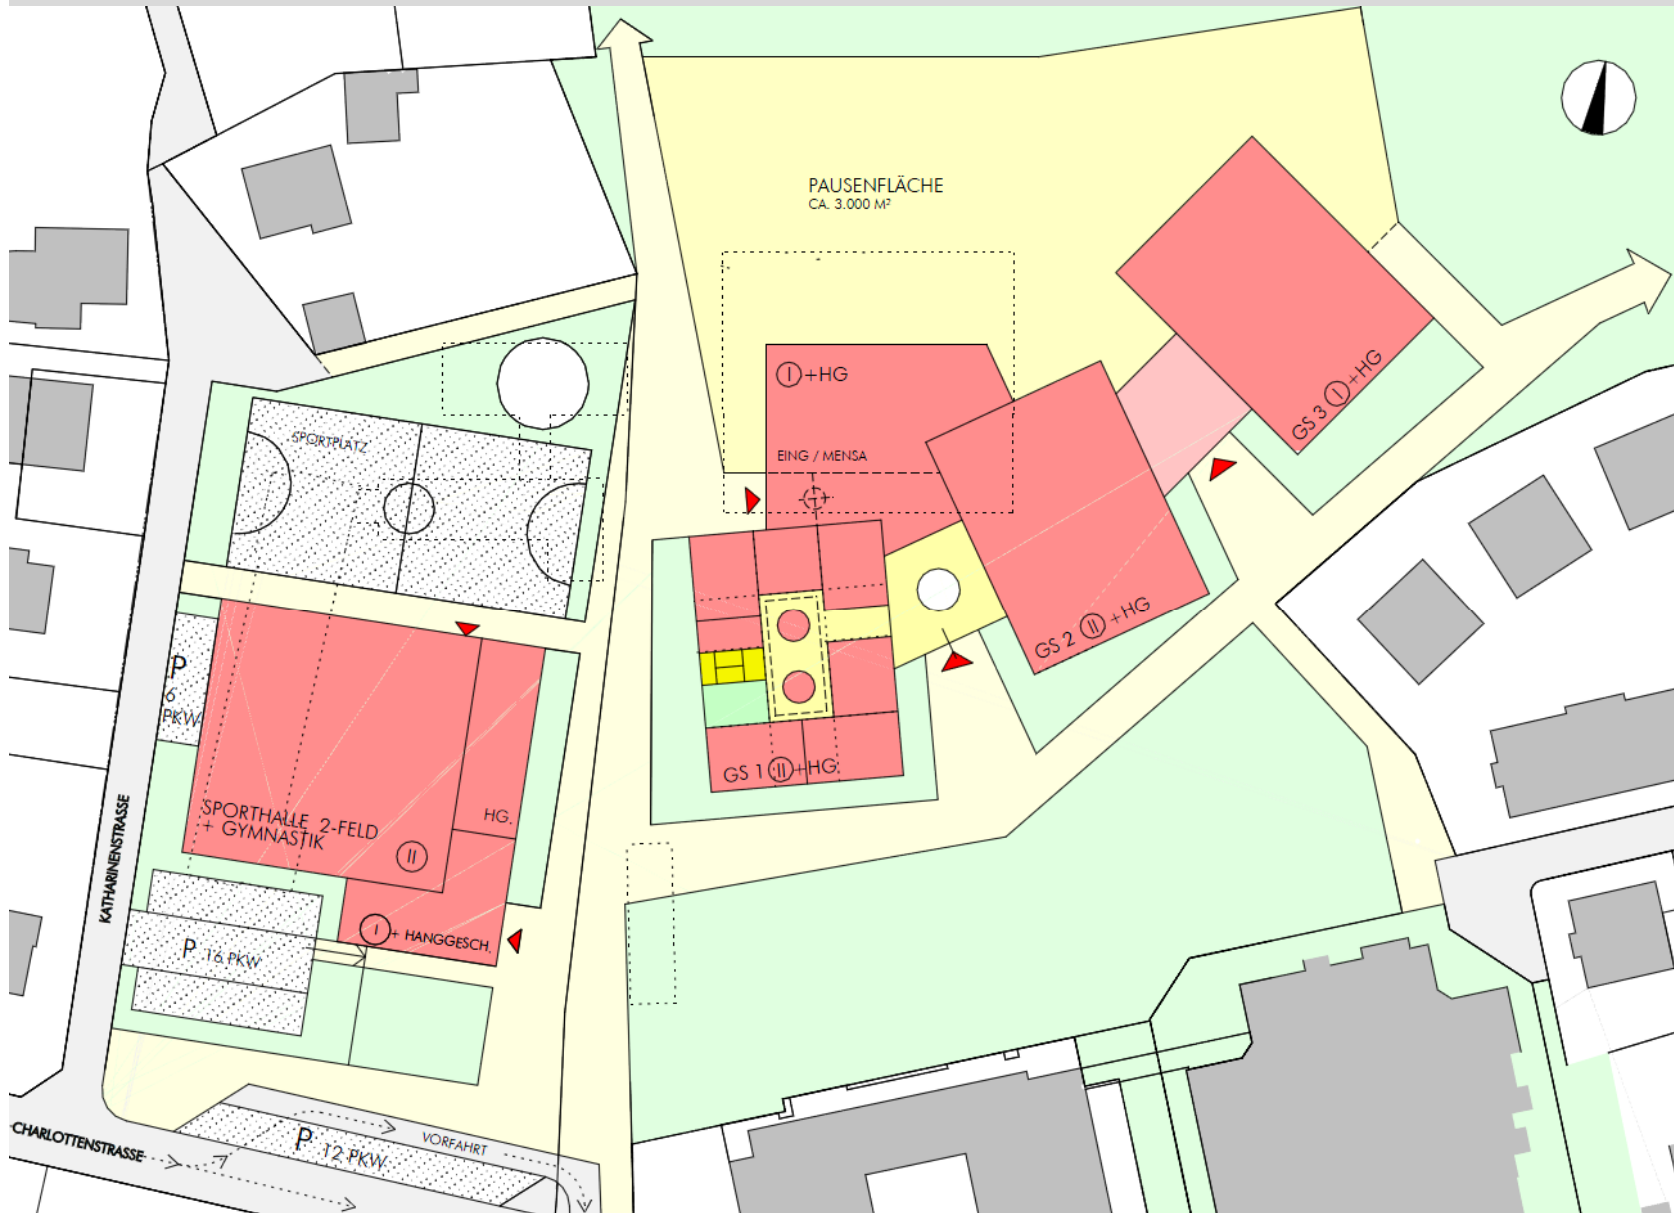 PAUSENFLÄCHE
CA. 3.000 M²
I +HG
EING / MENSA
SPORTPLATZ
GS 3 I +HG
GS 2 II +HG
GS 1 II +HG.
P
6
PKW
SPORTHALLE 2-FELD
+ GYMNASTIK
II
HG.
I + HANGGESCH.
P 16 PKW
KATHARINENSTRASSE
CHARLOTTENSTRASSE
P 12 PKW
VORFAHRT